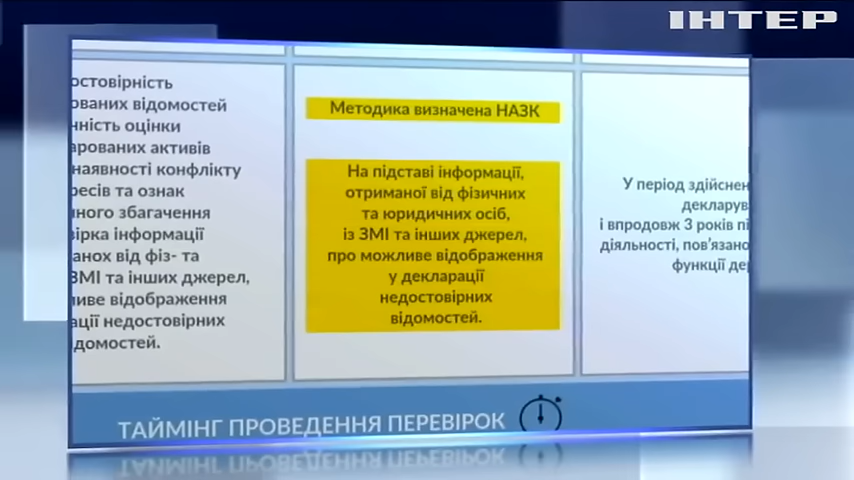 ІНТЕР
остовірність
ованих відомостей
нність оцінки
арованих активів
наявності конфлікту
ресів та ознак
ного збагачення
вірка інформації
анох від фіз- та
ЗМІ та інших джерел,
ливе відображення
ації недостовірних
домостей.
Методика визначена НАЗК
На підставі інформації,
отриманої від фізичних
та юридичних осіб,
із ЗМІ та інших джерел,
про можливе відображення
у декларації
недостовірних
відомостей.
У період здійснен
декларув
і впродовж 3 років пі
діяльності, пов’язано
функції дер
ТАЙМІНГ ПРОВЕДЕННЯ ПЕРЕВІРОК